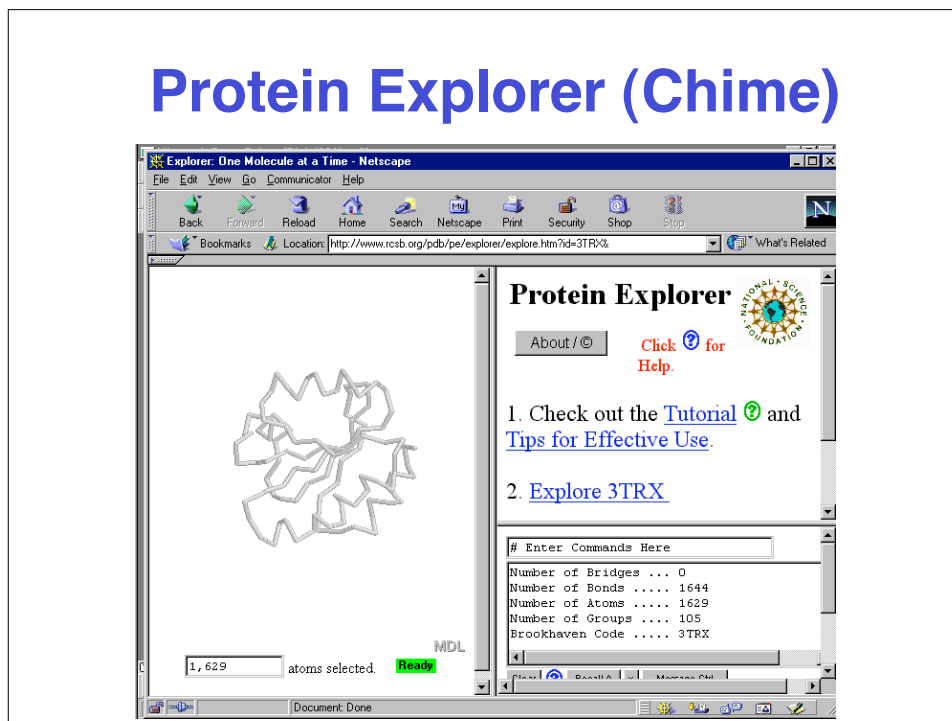 Protein Explorer (Chime)
Explorer: One Molecule at a Time - Netscape
File Edit View Go Communicator Help
Back Forward Reload Home Search Netscape Print Security Shop Stop
My
N
Bookmarks Location: http://www.rcsb.org/pdb/pe/explorer/explore.htm?id=3TRX& What's Related
Protein Explorer
NATIONAL SCIENCE FOUNDATION
About / ©
Click ? for
Help.
1. Check out the Tutorial ? and
Tips for Effective Use.
2. Explore 3TRX
# Enter Commands Here
Number of Bridges ... 0
Number of Bonds ..... 1644
Number of Atoms ..... 1629
Number of Groups .... 105
Brookhaven Code ..... 3TRX
MDL
1,629 atoms selected. Ready
Document: Done